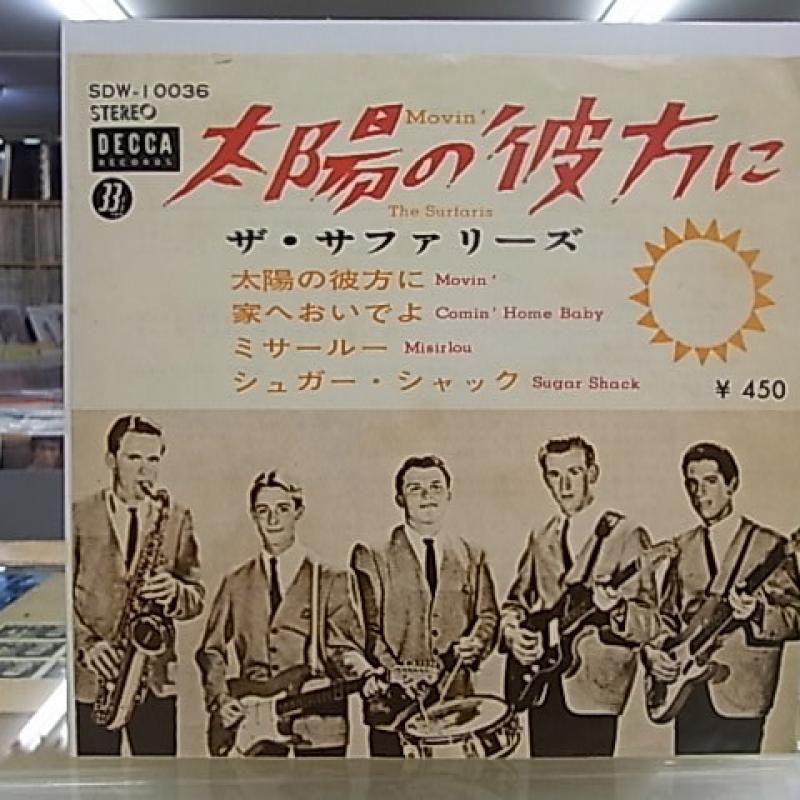 SDW-10036
STEREO
DECCA
RECORDS
33⅓
太陽の彼方に
Movin'
The Surfaris
ザ・サファリーズ
太陽の彼方に Movin'
家へおいでよ Comin' Home Baby
ミサールー Misirlou
シュガー・シャック Sugar Shack
¥ 450